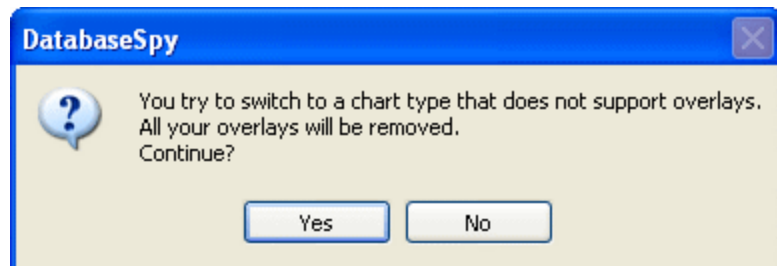 DatabaseSpy
You try to switch to a chart type that does not support overlays.
All your overlays will be removed.
Continue?
Yes No